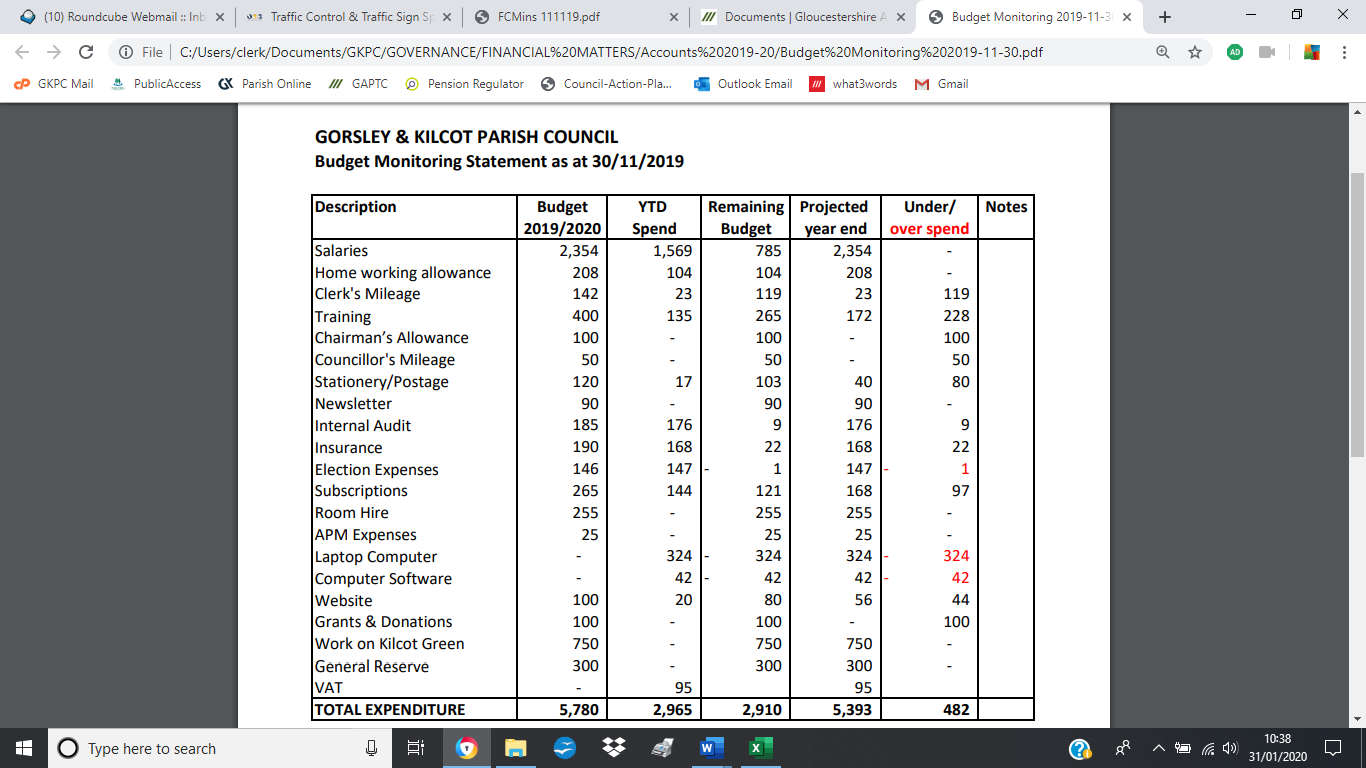 (10) Roundcube Webmail :: Inb
Traffic Control & Traffic Sign Sp
FCMins 111119.pdf
Documents | Gloucestershire A
Budget Monitoring 2019-11-3
File | C:/Users/clerk/Documents/GKPC/GOVERNANCE/FINANCIAL%20MATTERS/Accounts%202019-20/Budget%20Monitoring%202019-11-30.pdf
AD
GKPC Mail PublicAccess Parish Online GAPTC Pension Regulator Council-Action-Pla... Outlook Email what3words Gmail
GORSLEY & KILCOT PARISH COUNCIL
Budget Monitoring Statement as at 30/11/2019
Description Budget YTD Remaining Projected Under/ Notes
2019/2020 Spend Budget year end over spend
Salaries 2,354 1,569 785 2,354 -
Home working allowance 208 104 104 208 -
Clerk's Mileage 142 23 119 23 119
Training 400 135 265 172 228
Chairman’s Allowance 100 - 100 - 100
Councillor's Mileage 50 - 50 - 50
Stationery/Postage 120 17 103 40 80
Newsletter 90 - 90 90 -
Internal Audit 185 176 9 176 9
Insurance 190 168 22 168 22
Election Expenses 146 147 - 1 147 - 1
Subscriptions 265 144 121 168 97
Room Hire 255 - 255 255 -
APM Expenses 25 - 25 25 -
Laptop Computer - 324 - 324 324 - 324
Computer Software - 42 - 42 42 - 42
Website 100 20 80 56 44
Grants & Donations 100 - 100 - 100
Work on Kilcot Green 750 - 750 750 -
General Reserve 300 - 300 300 -
VAT - 95 95
TOTAL EXPENDITURE 5,780 2,965 2,910 5,393 482
Type here to search
10:38
31/01/2020